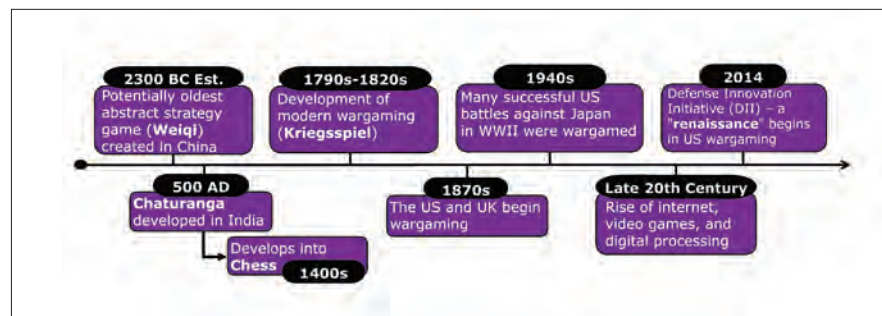 2300 BC Est.
Potentially oldest
abstract strategy
game (Weiqi)
created in China
1790s-1820s
Development of
modern wargaming
(Kriegsspiel)
1940s
Many successful US
battles against Japan
in WWII were wargamed
2014
Defense Innovation
Initiative (DII) – a
"renaissance" begins
in US wargaming
500 AD
Chaturanga
developed in India
Develops into
Chess
1400s
1870s
The US and UK begin
wargaming
Late 20th Century
Rise of internet,
video games, and
digital processing